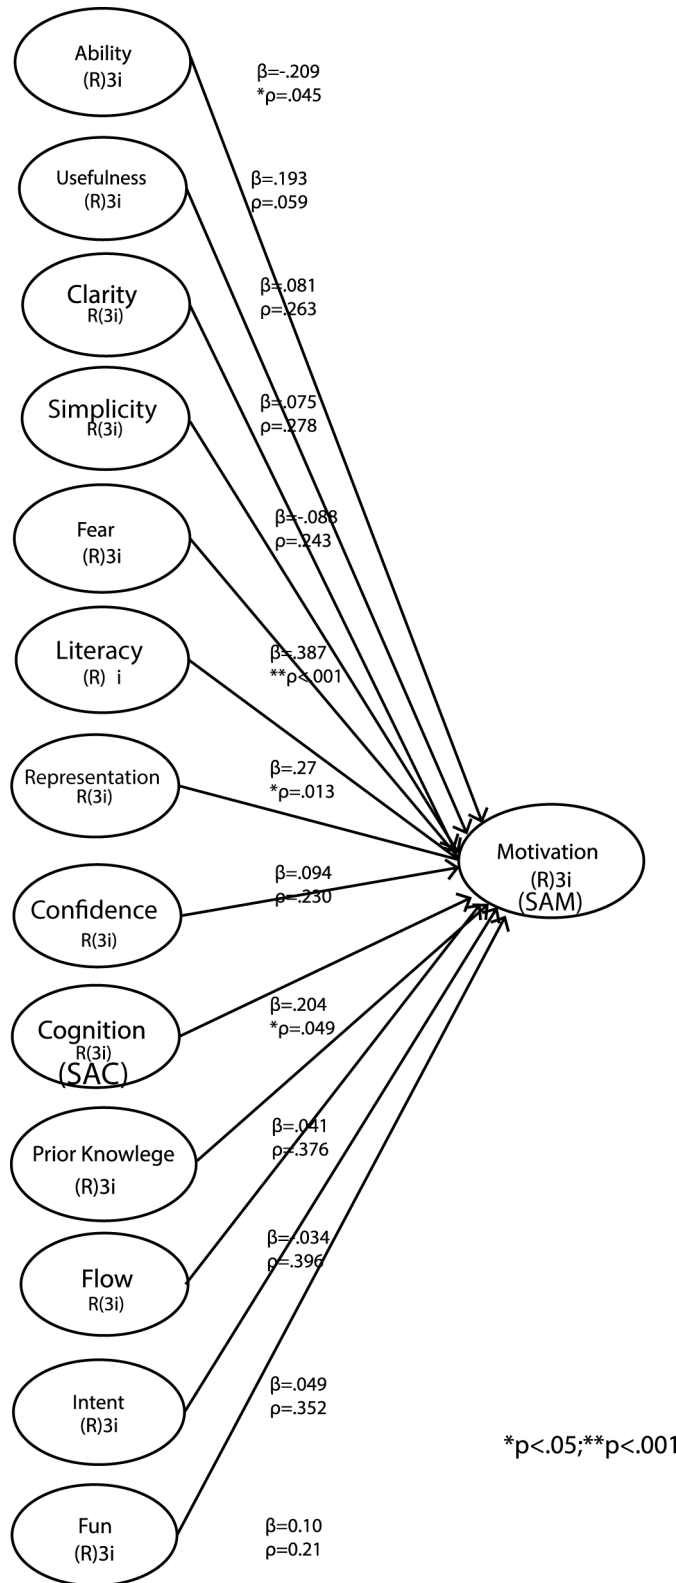 Ability
(R)3i
β=-.209
*ρ=.045
Usefulness
(R)3i
β=.193
ρ=.059
Clarity
R(3i)
β=.081
ρ=.263
Simplicity
R(3i)
β=.075
ρ=.278
Fear
(R)3i
β=-.088
ρ=.243
Literacy
(R) i
β=.387
**ρ<.001
Representation
R(3i)
β=.27
*ρ=.013
Motivation
(R)3i
(SAM)
Confidence
R(3i)
β=.094
ρ=.230
Cognition
R(3i)
(SAC)
β=.204
*ρ=.049
Prior Knowlege
(R)3i
β=.041
ρ=.376
Flow
R(3i)
β=-.034
ρ=.396
Intent
(R)3i
β=.049
ρ=.352
*p<.05;**p<.001
Fun
(R)3i
β=0.10
ρ=0.21